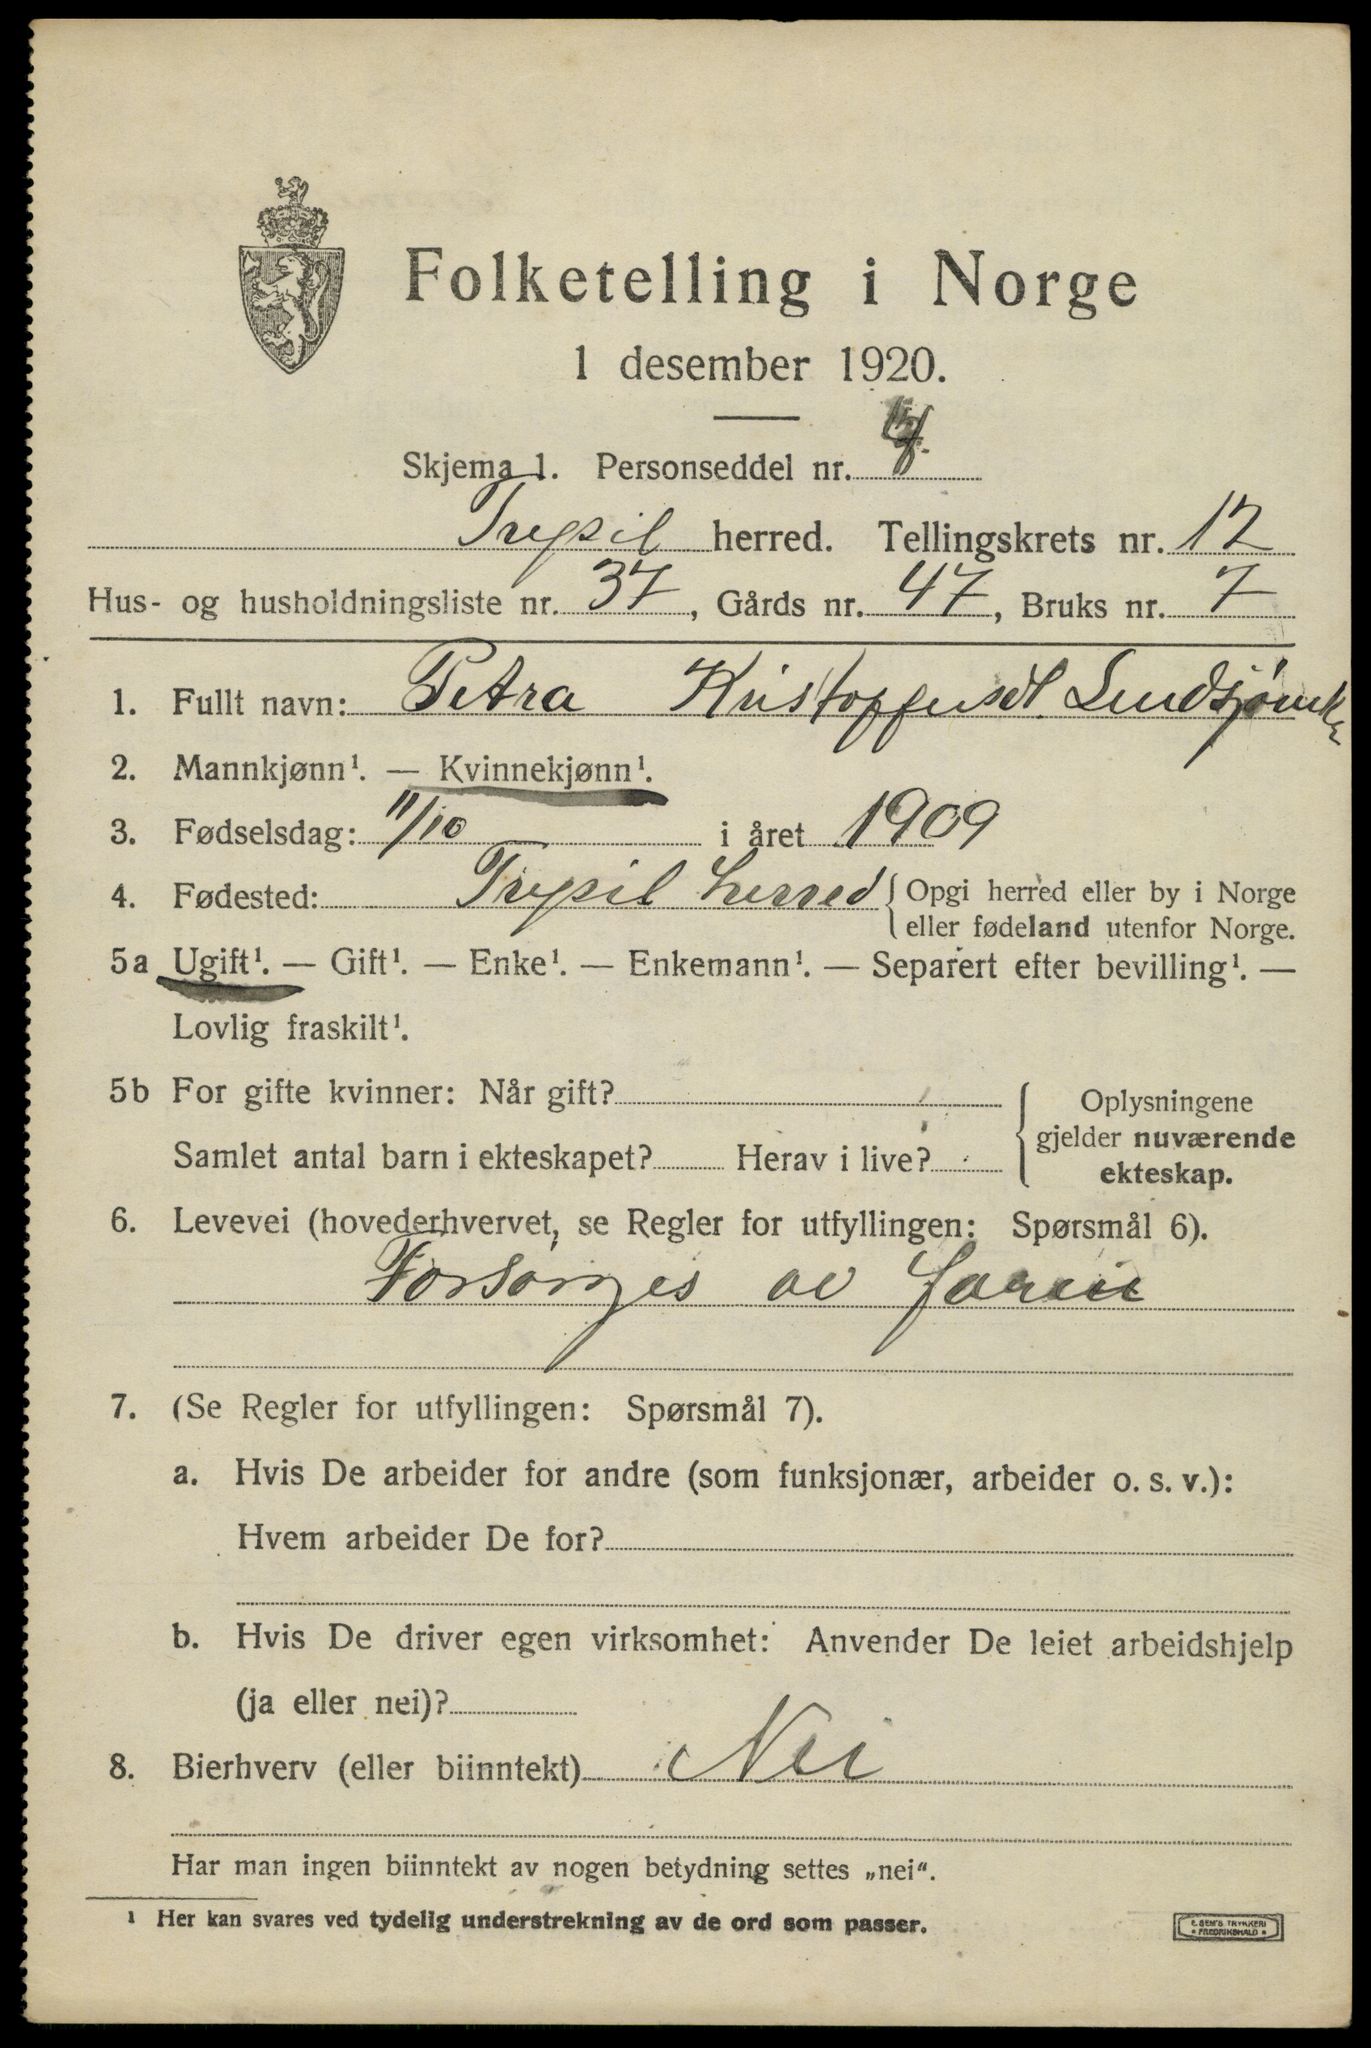 Folketelling i Norge
1 desember 1920.
Skjema 1. Personseddel nr.
Trysil herred. Tellingskrets nr. 12
Hus- og husholdningsliste nr. 37, Gårds nr. 47, Bruks nr. 7
1. Fullt navn: Petra
2. Mannkjønn¹. — Kvinnekjønn¹.
3. Fødselsdag: 11/10 i året 1909
4. Fødested: Trysil herred { Opgi herred eller by i Norge
eller fødeland utenfor Norge.
5a Ugift¹. — Gift¹. — Enke¹. — Enkemann¹. — Separert efter bevilling¹. —
Lovlig fraskilt¹.
5b For gifte kvinner: Når gift?
Samlet antal barn i ekteskapet? Herav i live?
{ Oplysningene
gjelder nuværende
ekteskap.
6. Levevei (hovederhvervet, se Regler for utfyllingen: Spørsmål 6).
Forsørges av faren
7. (Se Regler for utfyllingen: Spørsmål 7).
a. Hvis De arbeider for andre (som funksjonær, arbeider o. s. v.):
Hvem arbeider De for?
b. Hvis De driver egen virksomhet: Anvender De leiet arbeidshjelp
(ja eller nei)?
8. Bierhverv (eller biinntekt) Nei
Har man ingen biinntekt av nogen betydning settes „nei“.
¹ Her kan svares ved tydelig understrekning av de ord som passer.
E. SEM'S TRYKKERI
* FREDRIKSHALD *